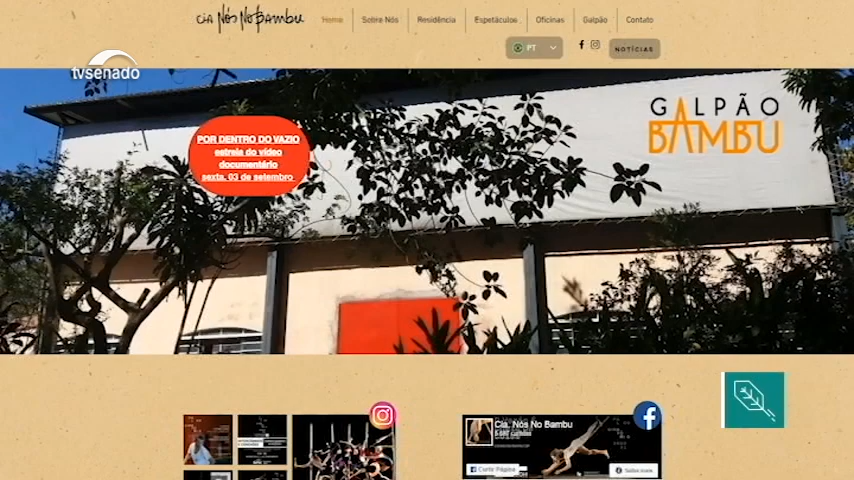 cia Nós No Bambu
Home
Sobre Nós
Residência
Espetáculos
Oficinas
Galpão
Contato
PT
NOTÍCIAS
tvsenado
POR DENTRO DO VAZIO
estreia do vídeo
documentário
sexta, 03 de setembro
GALPÃO
BAMBU
Cia. Nós No Bambu
Curtir Página
Saiba mais